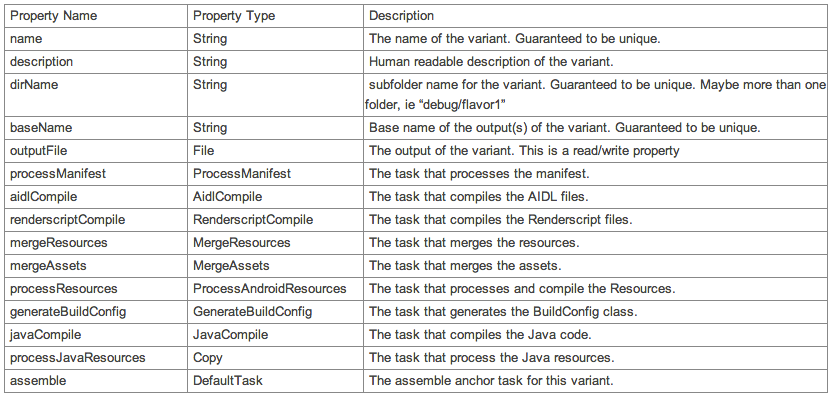 Property Name Property Type Description
name String The name of the variant. Guaranteed to be unique.
description String Human readable description of the variant.
dirName String subfolder name for the variant. Guaranteed to be unique. Maybe more than one
folder, ie “debug/flavor1”
baseName String Base name of the output(s) of the variant. Guaranteed to be unique.
outputFile File The output of the variant. This is a read/write property
processManifest ProcessManifest The task that processes the manifest.
aidlCompile AidlCompile The task that compiles the AIDL files.
renderscriptCompile RenderscriptCompile The task that compiles the Renderscript files.
mergeResources MergeResources The task that merges the resources.
mergeAssets MergeAssets The task that merges the assets.
processResources ProcessAndroidResources The task that processes and compile the Resources.
generateBuildConfig GenerateBuildConfig The task that generates the BuildConfig class.
javaCompile JavaCompile The task that compiles the Java code.
processJavaResources Copy The task that process the Java resources.
assemble DefaultTask The assemble anchor task for this variant.